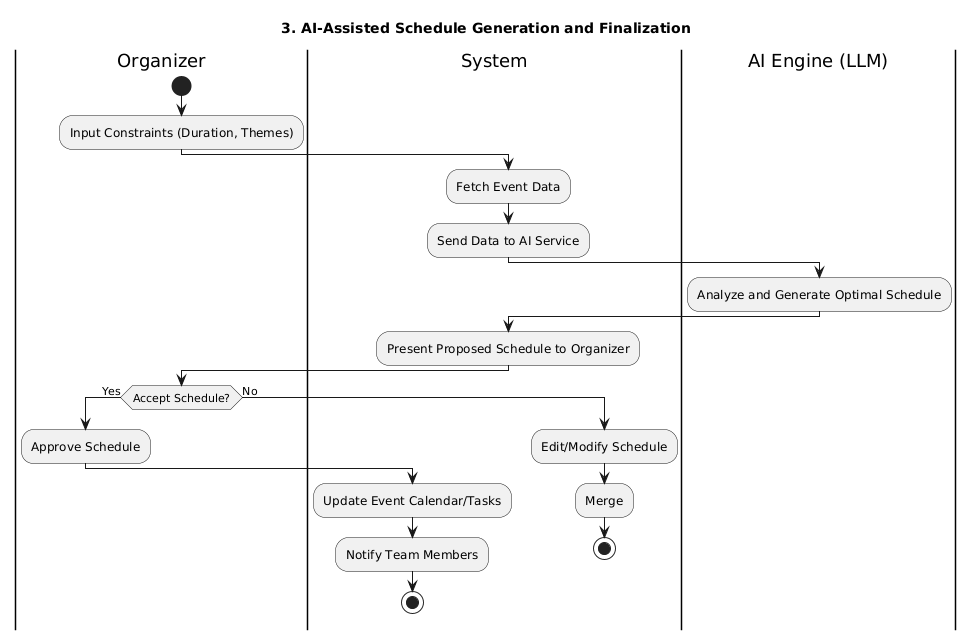 3. AI-Assisted Schedule Generation and Finalization
Organizer
System
AI Engine (LLM)
Input Constraints (Duration, Themes)
Fetch Event Data
Send Data to AI Service
Analyze and Generate Optimal Schedule
Present Proposed Schedule to Organizer
Yes
Accept Schedule?
No
Approve Schedule
Edit/Modify Schedule
Update Event Calendar/Tasks
Merge
Notify Team Members